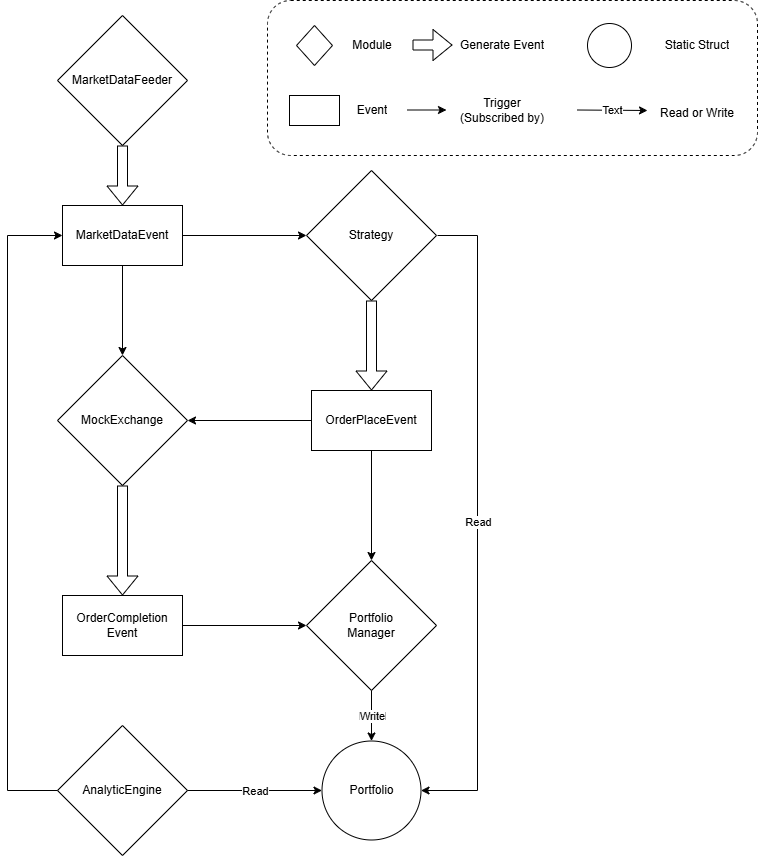 MarketDataFeeder
Module
Generate Event
Static Struct
Event
Trigger
(Subscribed by)
Text
Read or Write
MarketDataEvent
Strategy
MockExchange
OrderPlaceEvent
Read
OrderCompletion
Event
Portfolio
Manager
Write
AnalyticEngine
Read
Portfolio